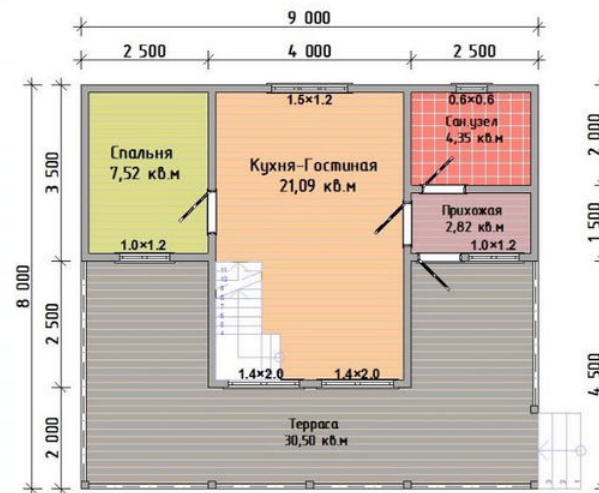 9 000
2 500
4 000
2 500
1.5×1.2
0.6×0.6
Сан.узел
4,35 кв.м
2 000
Спальня
7,52 кв.м
Кухня-Гостиная
21,09 кв.м
3 500
Прихожая
2,82 кв.м
1 500
1.0×1.2
1.0×1.2
8 000
2 500
4 500
1.4×2.0
1.4×2.0
Терраса
30,50 кв.м
2 000